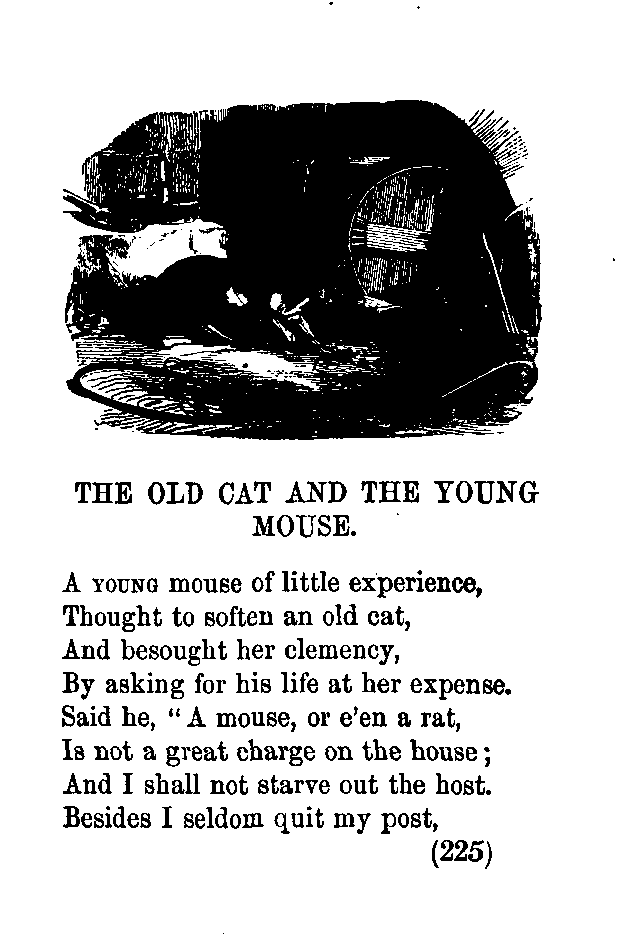 THE OLD CAT AND THE YOUNG
MOUSE.
A YOUNG mouse of little experience,
Thought to soften an old cat,
And besought her clemency,
By asking for his life at her expense.
Said he, "A mouse, or e'en a rat,
Is not a great charge on the house;
And I shall not starve out the host.
Besides I seldom quit my post,
(225)